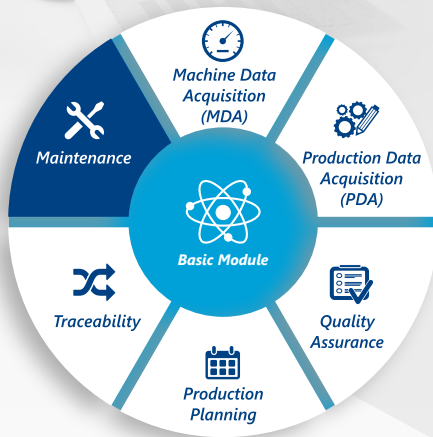 Machine Data
Acquisition
(MDA)
Maintenance
Production Data
Acquisition
(PDA)
Basic Module
Traceability
Quality
Assurance
Production
Planning